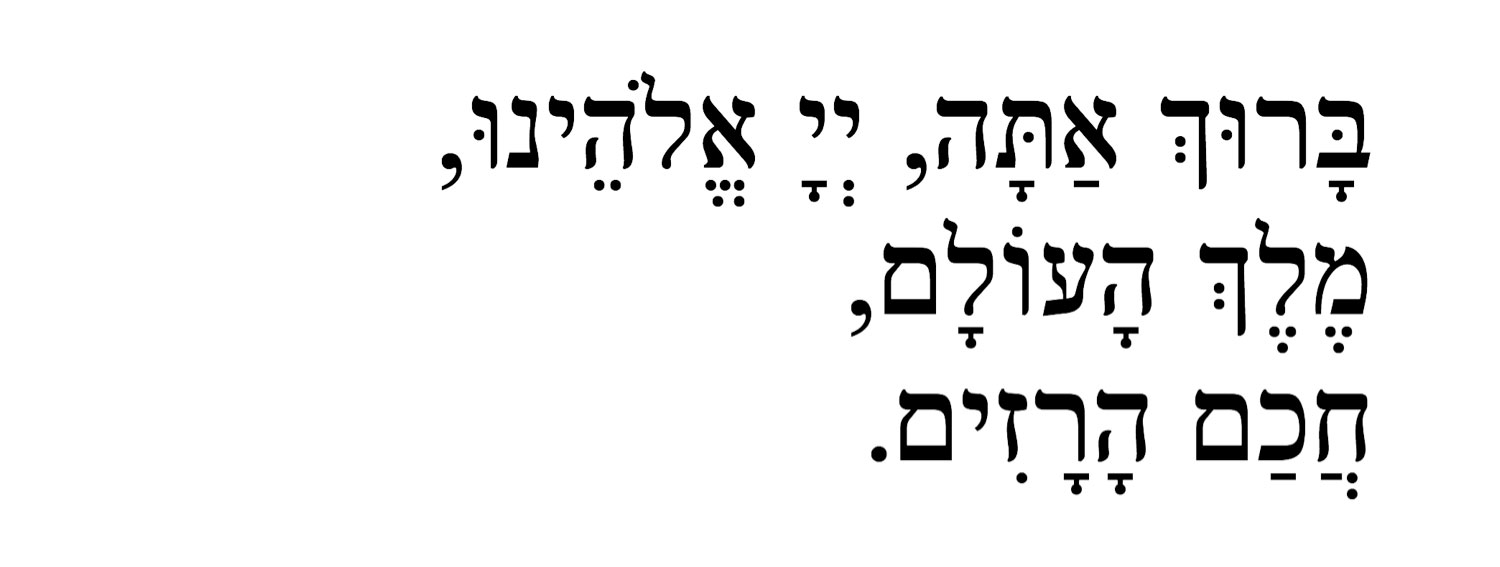 בָּרוּךְ אַתָּה, יְיָ אֱלֹהֵינוּ,
מֶלֶךְ הָעוֹלָם,
חֲכַם הָרָזִים.